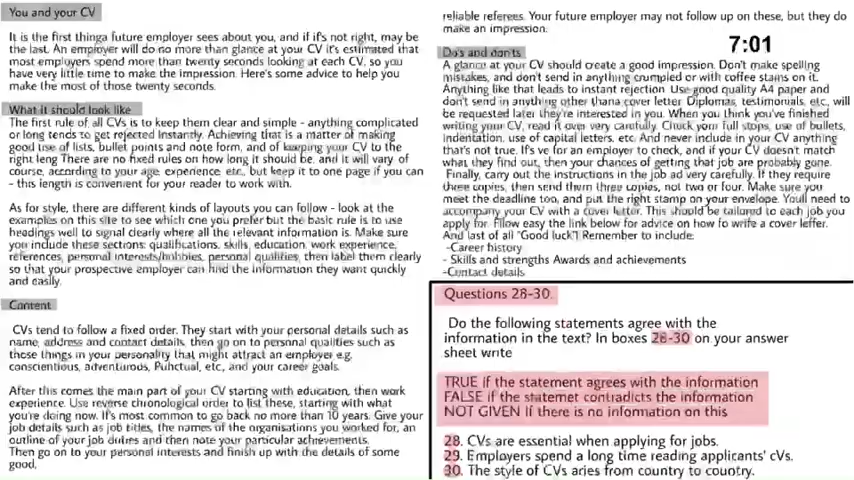 You and your CV
It is the first thinga future employer sees about you, and if it's not right, may be
the last. An employer will do no more than glance at your CV it's estimated that
most employers spend more than twenty seconds looking at each CV, so you
have very little time to make the impression. Here's some advice to help you
make the most of those twenty seconds.
What it should look like
The first rule of all CVs is to keep them clear and simple - anything complicated
or long tends to get rejected Instantly. Achieving that is a matter of making
good use of lists, bullet points and note form, and of keeping your CV to the
right leng There are no fixed rules on how long it should be, and it will vary of
course, according to your age, experience, etc., but keep it to one page if you can
- this length is convenient for your reader to work with.
As for style, there are different kinds of layouts you can follow - look at the
examples on this site to see which one you prefer but the basic rule is to use
headings well to signal clearly where all the relevant information is. Make sure
you include these sections: qualifications, skills, education, work experience,
references, personal interests/hobbies, personal qualities, then label them clearly
so that your prospective employer can find the information they want quickly
and easily.
Content
CVs tend to follow a fixed order. They start with your personal details such as
name, address and contact details, then go on to personal qualities such as
those things in your personality that might attract an employer e.g.
conscientious, adventurous, Puhctual, etc, and your career goals.
After this comes the main part of your CV starting with education, then work
experience. Use reverse chronological order to list these, starting with what
you're doing now. It's most common to go back no more than 10 years. Give your
job details such as job titles, the names of the organisations you worked for, an
outline of your job duties and then note your particular achievements.
Then go on to your personal interests and finish up with the details of some
good,
reliable referees. Your future employer may not follow up on these, but they do
make an impression.
7:01
Do's and don'ts
A glance at your CV should create a good impression. Don't make spelling
mistakes, and don't send in anything crumpled or with coffee stains on it.
Anything like that leads to instant rejection Use good quality A4 paper and
don't send in anything other thana cover letter Diplomas, testimonials, etc, will
be requested later they're interested in you. When you think you've finished
writing your CV, read it over very carefully. Chuck your full stops, use of bullets,
indentation, use of capital letters, etc. And never include in your CV anything
that's not true. It's ve for an employer to check, and if your CV doesn't match
what they find out, then your chances of getting that job are probably gone.
Finally, carry out the instructions in the job ad very carefully. If they require
three copies, then send them three copies, not two or four. Make sure you
meet the deadline too, and put the right stamp on your envelope. Youll need to
accompany your CV with a cover letter. This should be tailored to each job you
apply for. Fllow easy the link below for advice on how fo write a cover leffer.
And last of all "Good luck"! Remember to include:
-Career history
- Skills and strengths Awards and achievements
-Contact details
Questions 28-30.
Do the following statements agree with the
information in the text? In boxes 28-30 on your answer
sheet write
TRUE if the statement agrees with the information
FALSE if the statemet contradicts the information
NOT GIVEN If there is no information on this
28. CVs are essential when applying for jobs.
29. Employers spend a long time reading applicants' cVs.
30. The style of CVs aries from country to country.